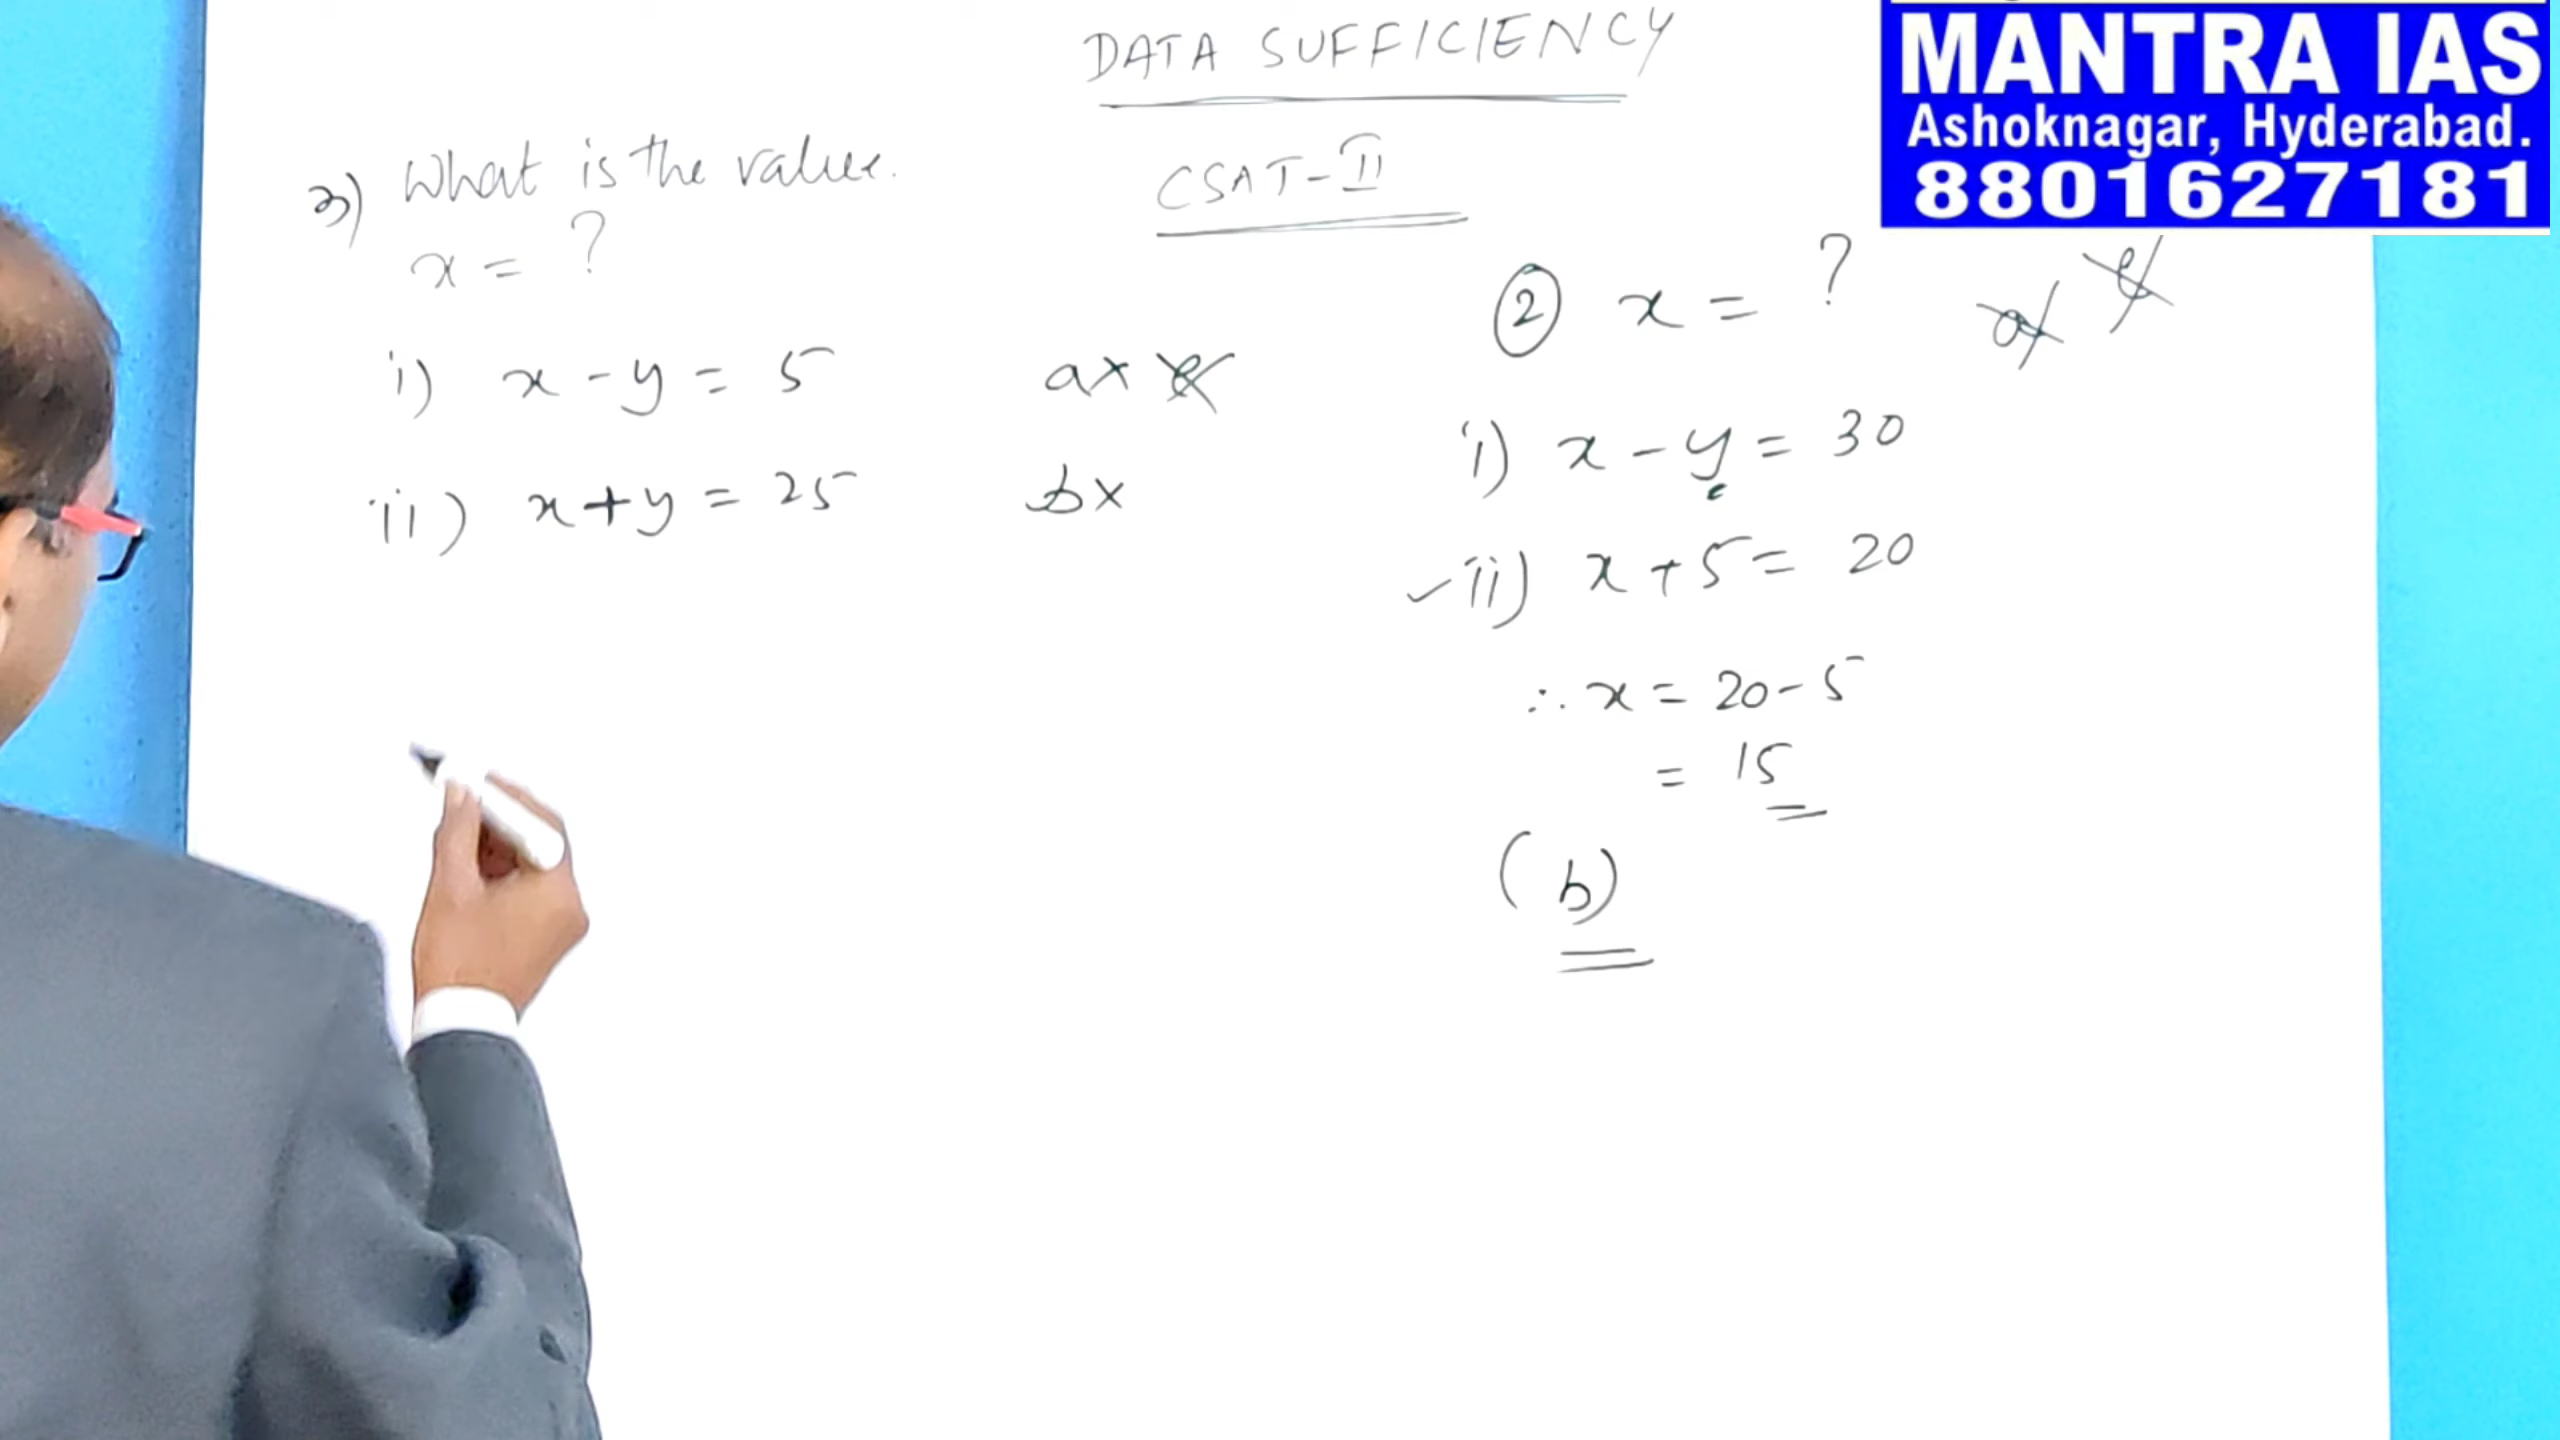 DATA SUFFICIENCY
CSAT-II
MANTRA IAS
Ashoknagar, Hyderabad.
8801627181
3) What is the value.
x = ?
i) x - y = 5 a x e
ii) x + y = 25 b x
② x = ? a e
i) x - y = 30
✓ ii) x + 5 = 20
∴ x = 20 - 5
= 15
(b)